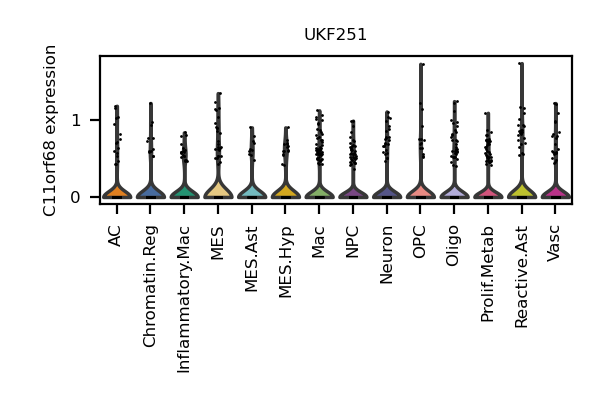 UKF251
C11orf68 expression
1
0
AC
Chromatin.Reg
Inflammatory.Mac
MES
MES.Ast
MES.Hyp
Mac
NPC
Neuron
OPC
Oligo
Prolif.Metab
Reactive.Ast
Vasc